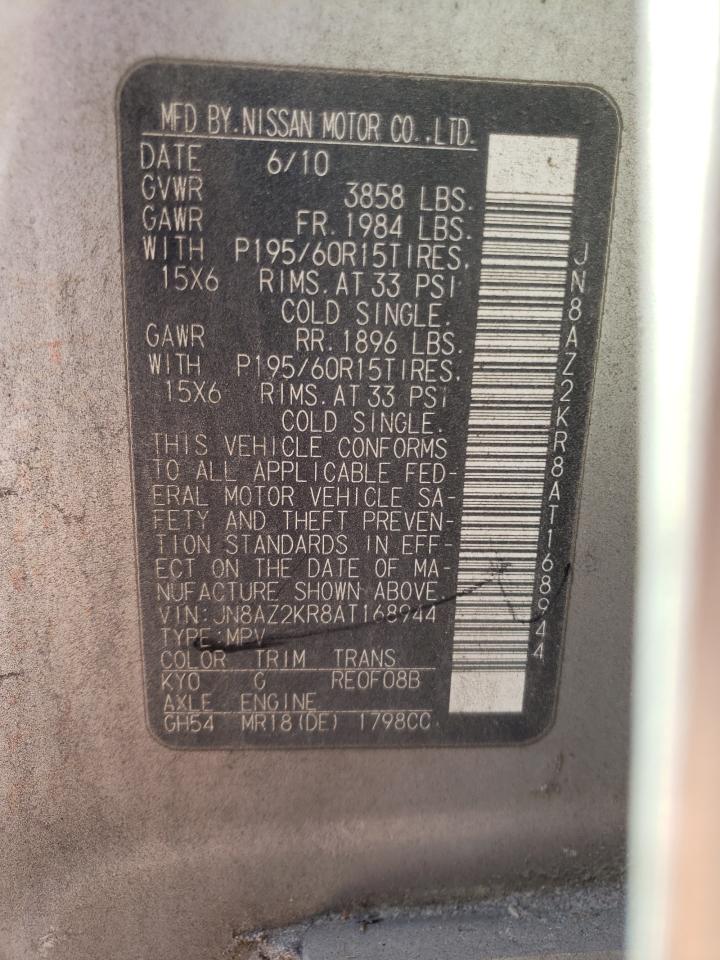 MFD BY.NISSAN MOTOR CO.,LTD.
DATE 6/10
GVWR 3858 LBS.
GAWR FR. 1984 LBS.
WITH P195/60R15TIRES,
15X6 RIMS.AT 33 PSI
COLD SINGLE.
GAWR RR. 1896 LBS.
WITH P195/60R15TIRES,
15X6 RIMS.AT 33 PSI
COLD SINGLE.
THIS VEHICLE CONFORMS
TO ALL APPLICABLE FED-
ERAL MOTOR VEHICLE SA-
FETY AND THEFT PREVEN-
TION STANDARDS IN EFF-
ECT ON THE DATE OF MA-
NUFACTURE SHOWN ABOVE.
VIN:JN8AZ2KR8AT168944
TYPE:MPV
COLOR TRIM TRANS
KY0 G RE0F08B
AXLE ENGINE
GH54 MR18(DE) 1798CC
JN8AZ2KR8AT168944